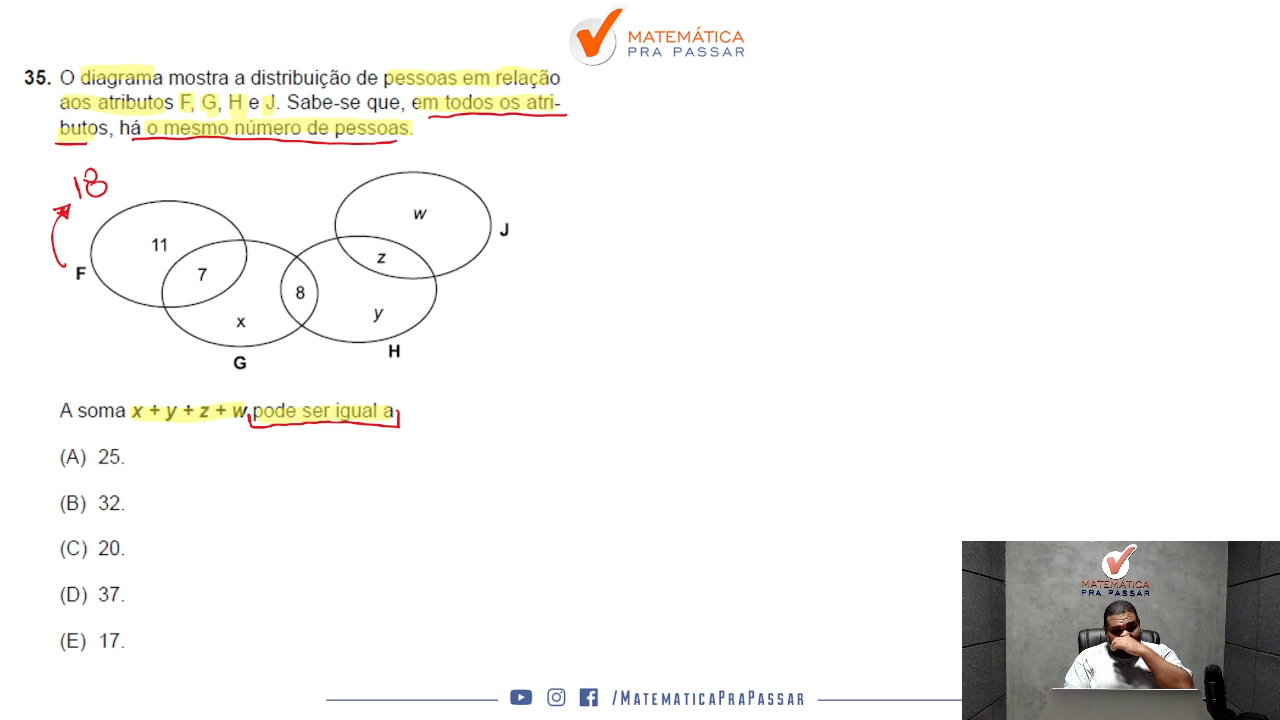 MATEMÁTICA
PRA PASSAR
35. O diagrama mostra a distribuição de pessoas em relação
aos atributos F, G, H e J. Sabe-se que, em todos os atri-
butos, há o mesmo número de pessoas.
18
w
J
11
z
F
7
8
y
x
H
G
A soma x + y + z + w pode ser igual a
(A) 25.
(B) 32.
(C) 20.
(D) 37.
(E) 17.
MATEMÁTICA
PRA PASSAR
/MATEMATICAPRAPASSAR